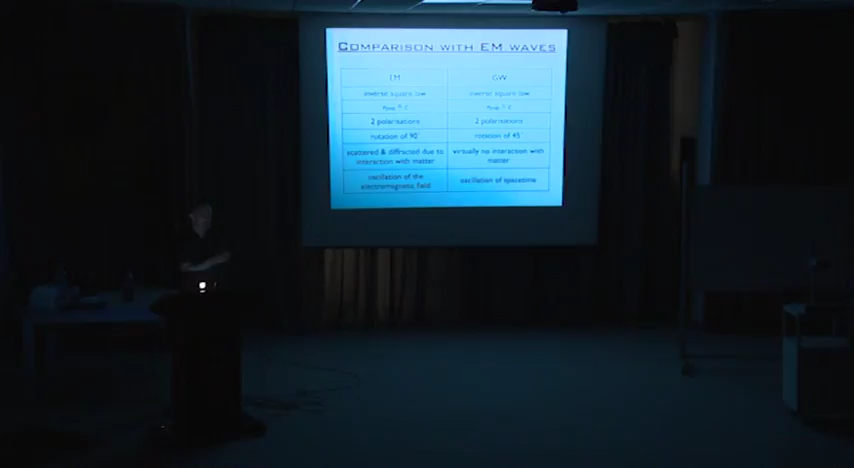 COMPARISON WITH EM WAVES
EM
GW
inverse square law
inverse square law
2 polarisations
2 polarisations
rotation of 90°
rotation of 45°
scattered & diffracted due to
interaction with matter
virtually no interaction with
matter
oscillation of the
electromagnetic field
oscillation of spacetime